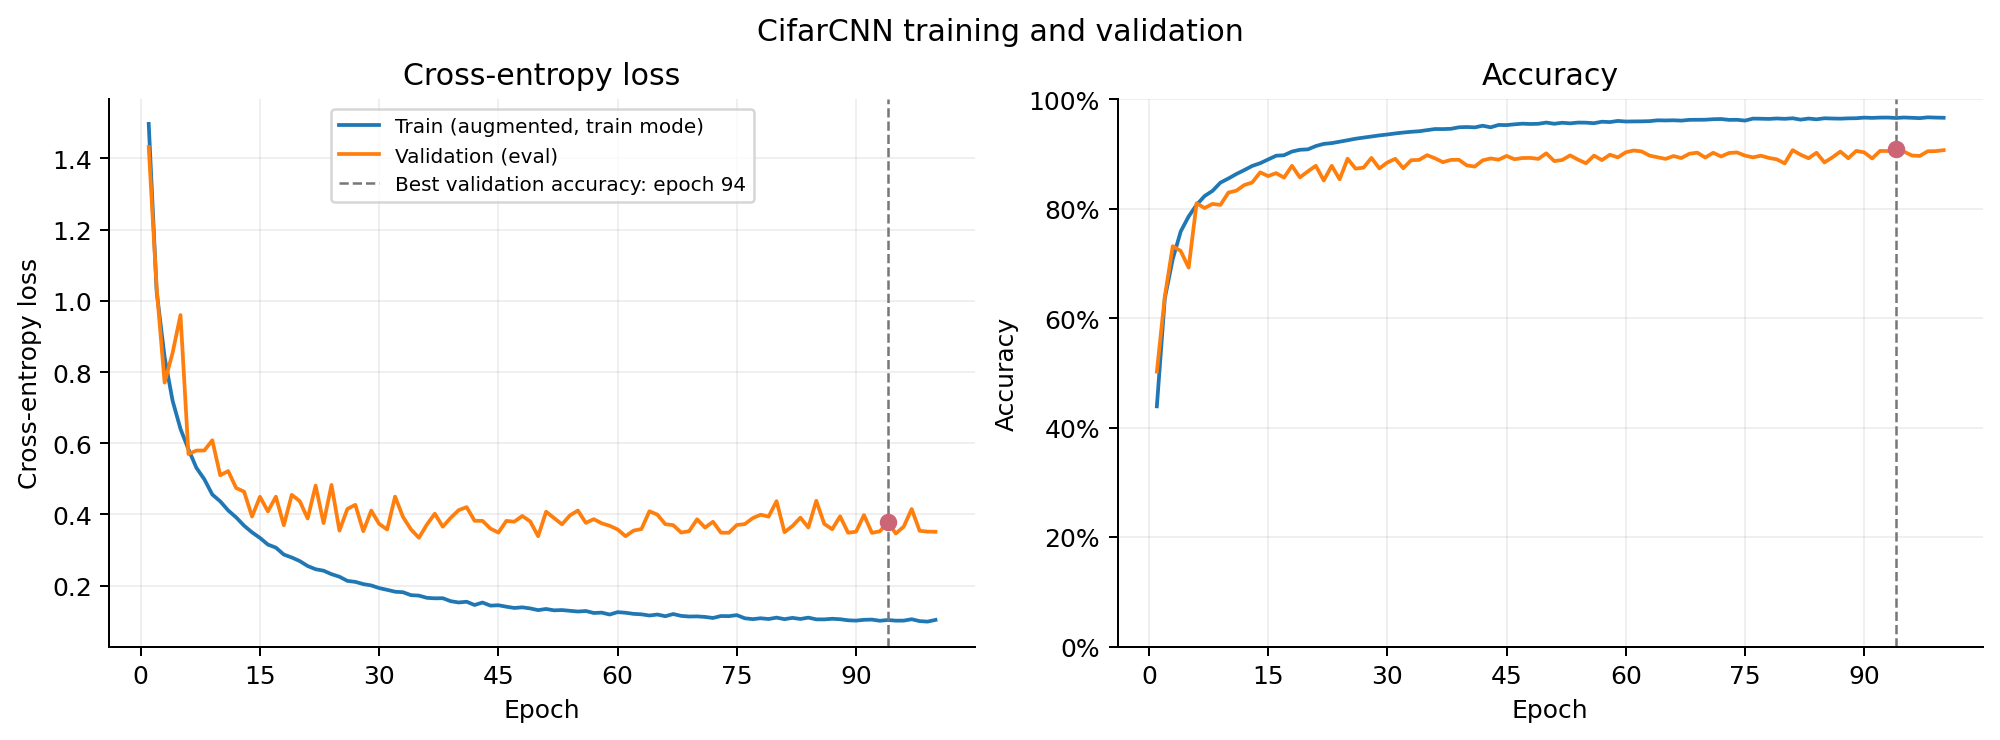 CifarCNN training and validation
Cross-entropy loss
Train (augmented, train mode)
Validation (eval)
Best validation accuracy: epoch 94
Cross-entropy loss
1.4
1.2
1.0
0.8
0.6
0.4
0.2
0 15 30 45 60 75 90
Epoch
Accuracy
Accuracy
100%
80%
60%
40%
20%
0%
0 15 30 45 60 75 90
Epoch